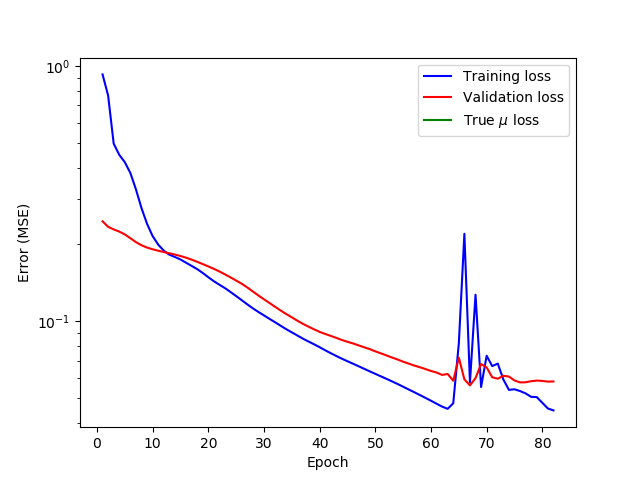 Training loss
Validation loss
True μ loss
10⁰
10⁻¹
Error (MSE)
0 10 20 30 40 50 60 70 80
Epoch